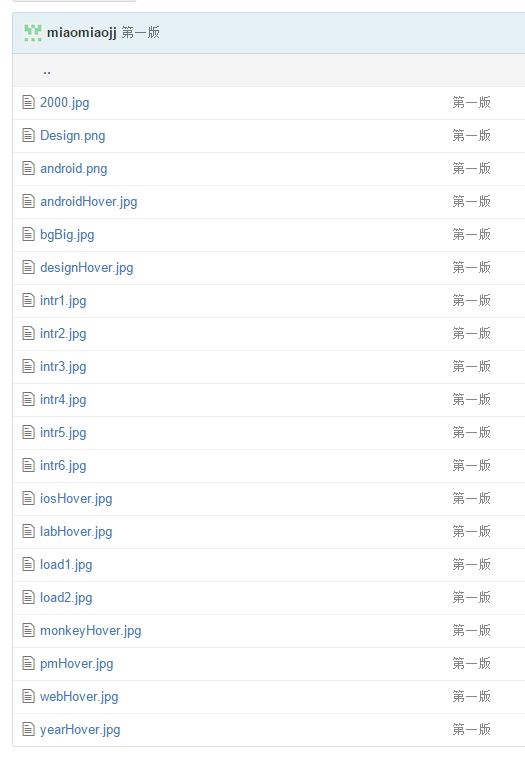 miaomiaojj 第一版
..
2000.jpg 第一版
Design.png 第一版
android.png 第一版
androidHover.jpg 第一版
bgBig.jpg 第一版
designHover.jpg 第一版
intr1.jpg 第一版
intr2.jpg 第一版
intr3.jpg 第一版
intr4.jpg 第一版
intr5.jpg 第一版
intr6.jpg 第一版
iosHover.jpg 第一版
labHover.jpg 第一版
load1.jpg 第一版
load2.jpg 第一版
monkeyHover.jpg 第一版
pmHover.jpg 第一版
webHover.jpg 第一版
yearHover.jpg 第一版